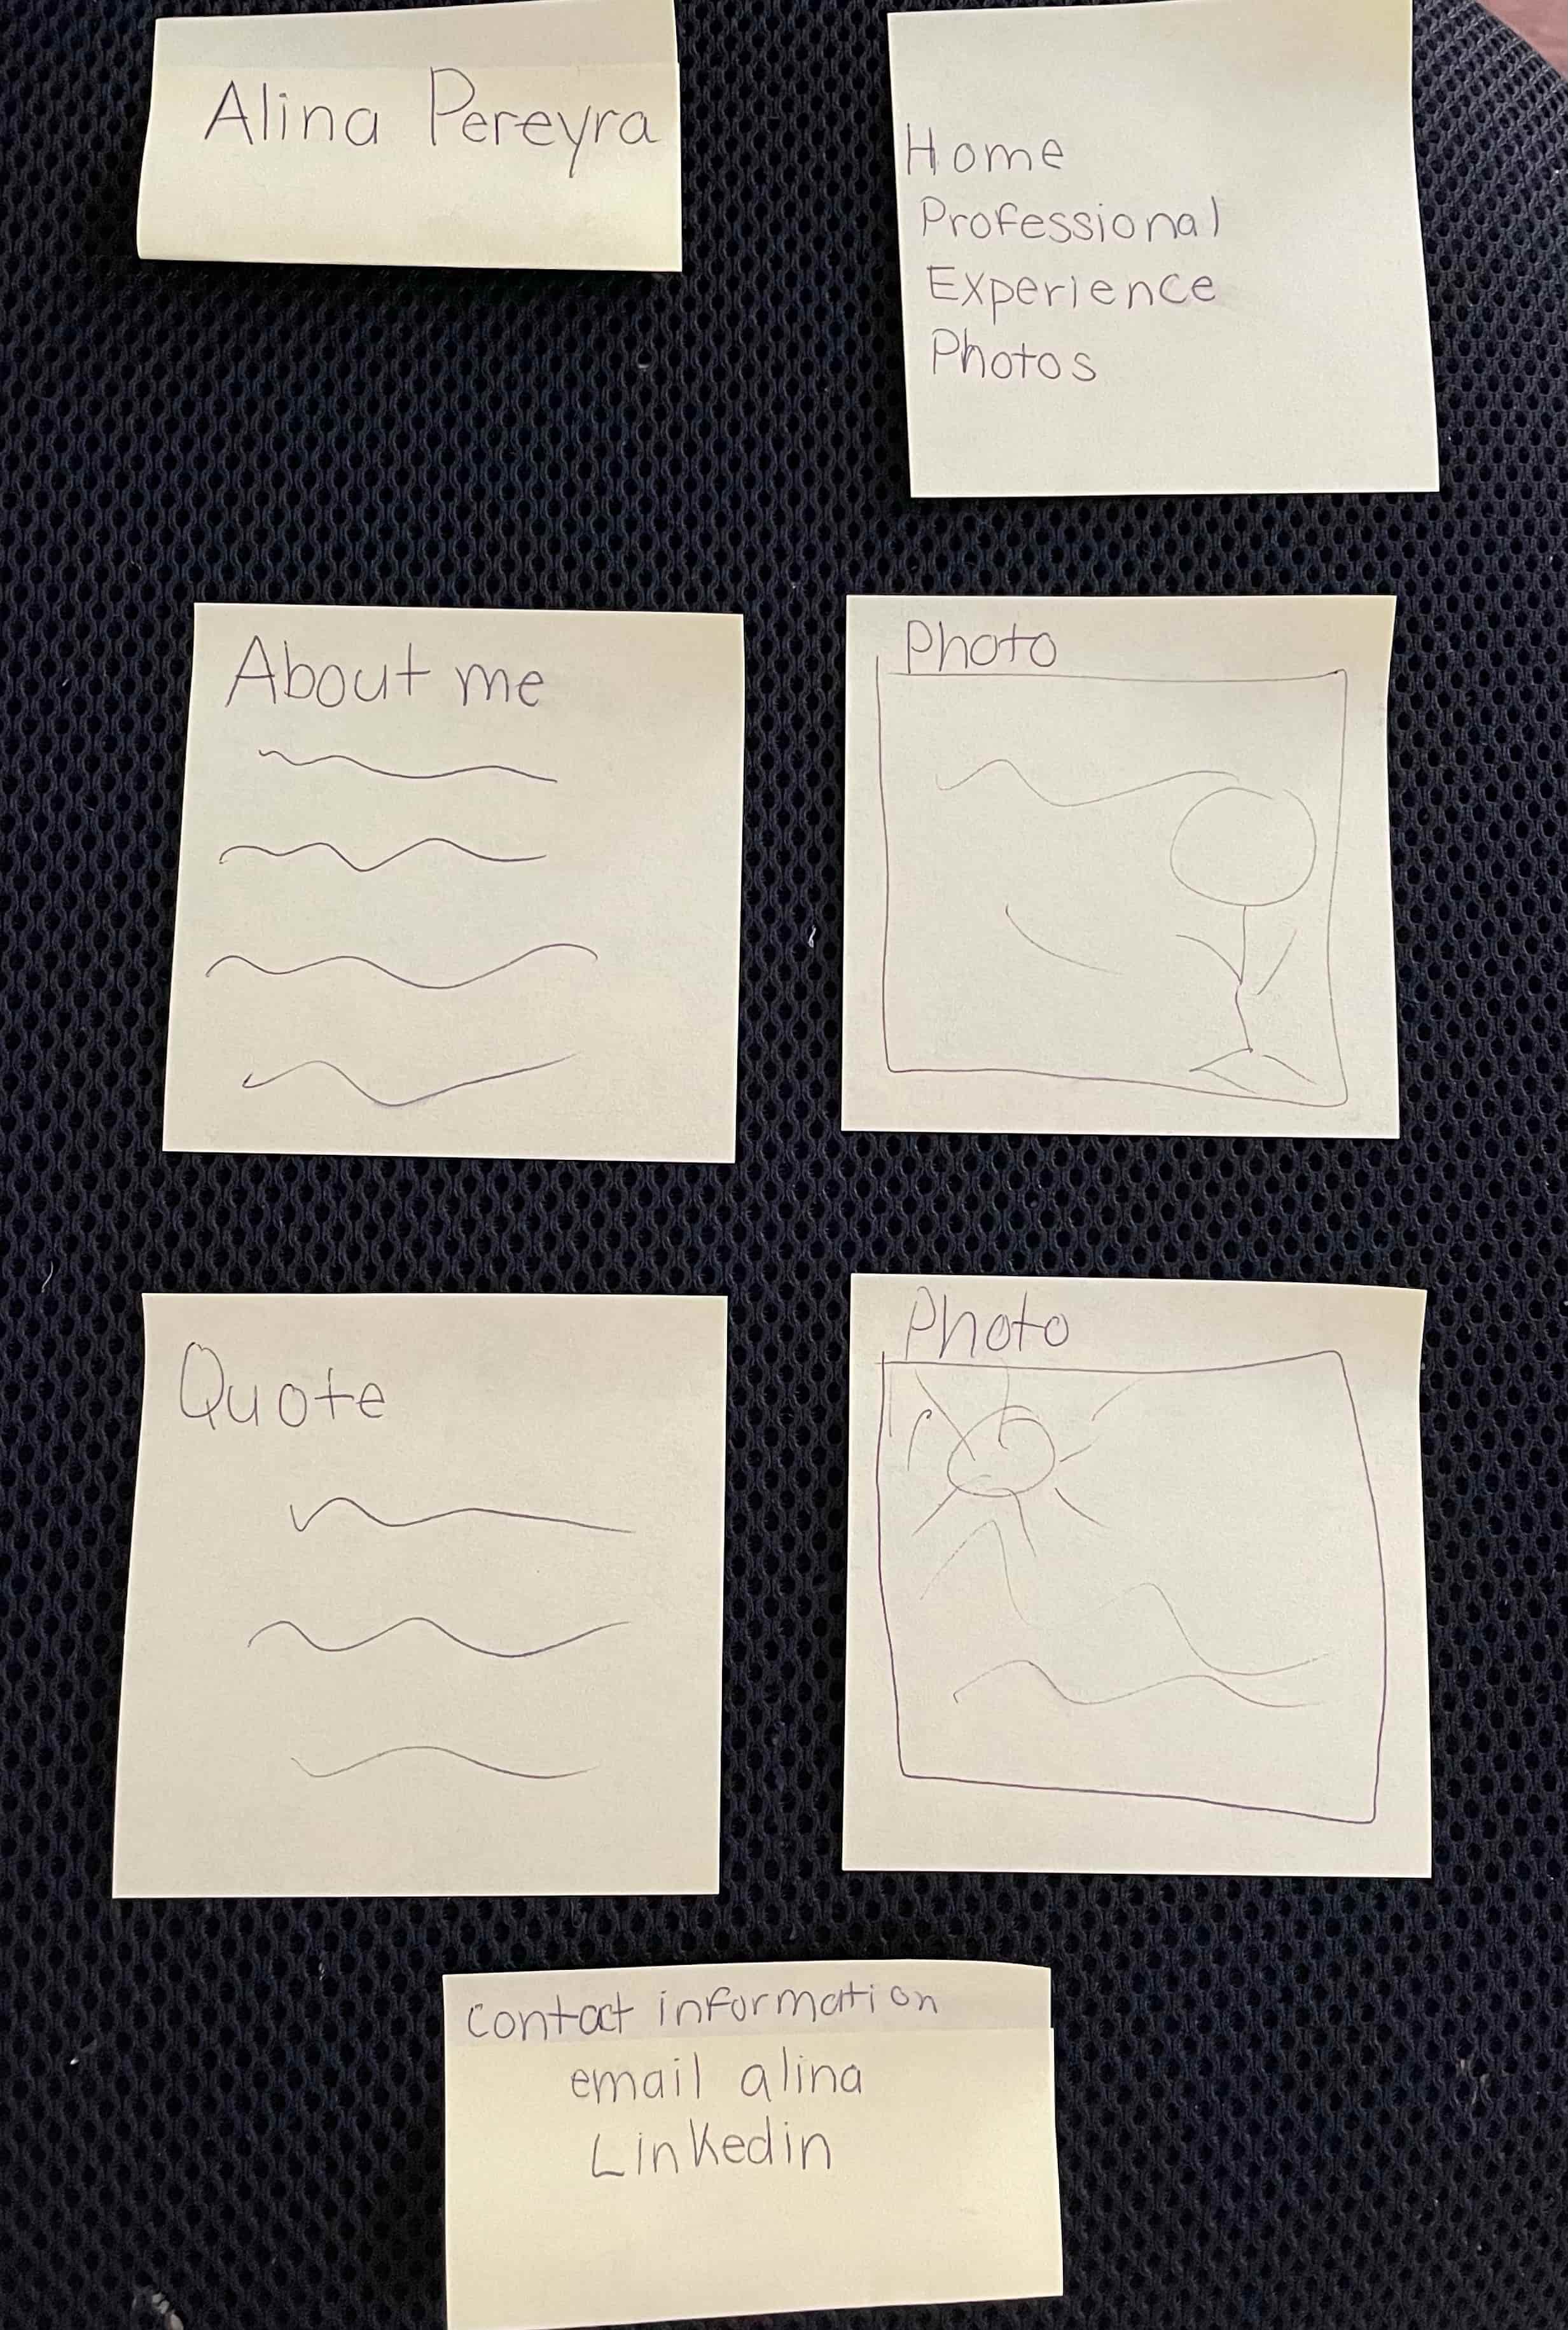 Alina Pereyra
Home
Professional
Experience
Photos
About me
Photo
Quote
Photo
contact information
email alina
Linkedin